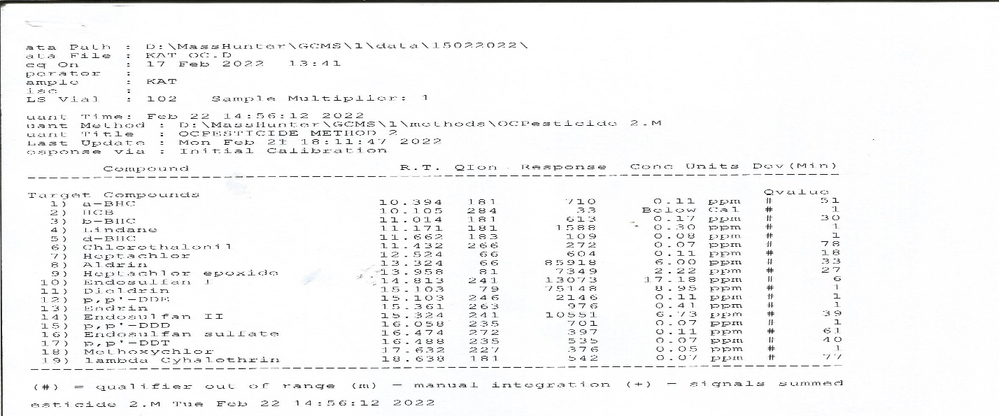 ata Path : D:\MassHunter\GCMS\1\data\15022022\
ata File : KAT OC.D
cq On : 17 Feb 2022 13:41
perator :
ample : KAT
isc :
LS Vial : 102 Sample Multiplier: 1
uant Time: Feb 22 14:56:12 2022
uant Method : D:\MassHunter\GCMS\1\methods\OCPesticide 2.M
uant Title : OCPESTICIDE METHOD 2
Last Update : Mon Feb 21 18:11:47 2022
esponse via : Initial Calibration
Compound R.T. QIon Response Conc Units Dev(Min)
Target Compounds Qvalue
1) a-BHC 10.394 181 710 0.11 ppm # 51
2) HCB 10.105 284 33 Below Cal # 1
3) b-BHC 11.014 181 613 0.17 ppm # 30
4) Lindane 11.171 181 1588 0.30 ppm # 1
5) d-BHC 11.662 183 109 0.08 ppm # 1
6) Chlorothalonil 11.432 266 272 0.07 ppm # 78
7) Heptachlor 12.524 66 604 0.11 ppm # 18
8) Aldrin 13.324 66 85918 6.00 ppm # 33
9) Heptachlor epoxide 13.958 81 7349 2.22 ppm # 27
10) Endosulfan I 14.813 241 13073 17.18 ppm # 6
11) Dieldrin 15.103 79 75148 8.95 ppm # 1
12) p,p'-DDE 15.103 246 2146 0.11 ppm # 1
13) Endrin 15.361 263 976 0.41 ppm # 1
14) Endosulfan II 15.324 241 10551 6.73 ppm # 39
15) p,p'-DDD 16.058 235 701 0.07 ppm # 1
16) Endosulfan sulfate 16.474 272 397 0.11 ppm # 61
17) p,p'-DDT 16.488 235 535 0.07 ppm # 40
18) Methoxychlor 17.632 227 376 0.05 ppm # 1
19) lambda Cyhalothrin 18.638 181 542 0.07 ppm # 77
(#) = qualifier out of range (m) = manual integration (+) = signals summed
esticide 2.M Tue Feb 22 14:56:12 2022